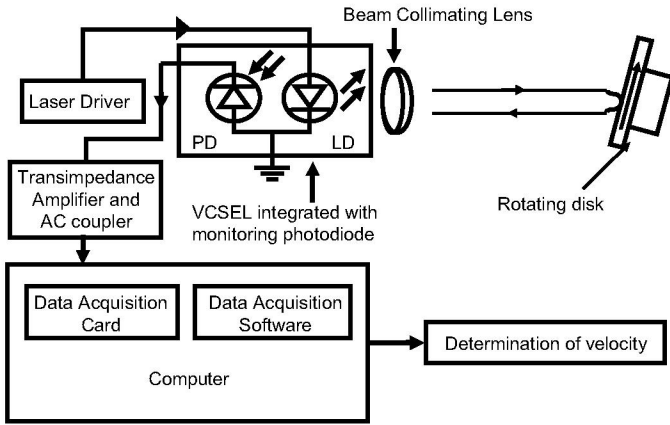 Beam Collimating Lens
Laser Driver
PD
LD
Transimpedance
Amplifier and
AC coupler
VCSEL integrated with
monitoring photodiode
Rotating disk
Data Acquisition
Card
Data Acquisition
Software
Computer
Determination of velocity